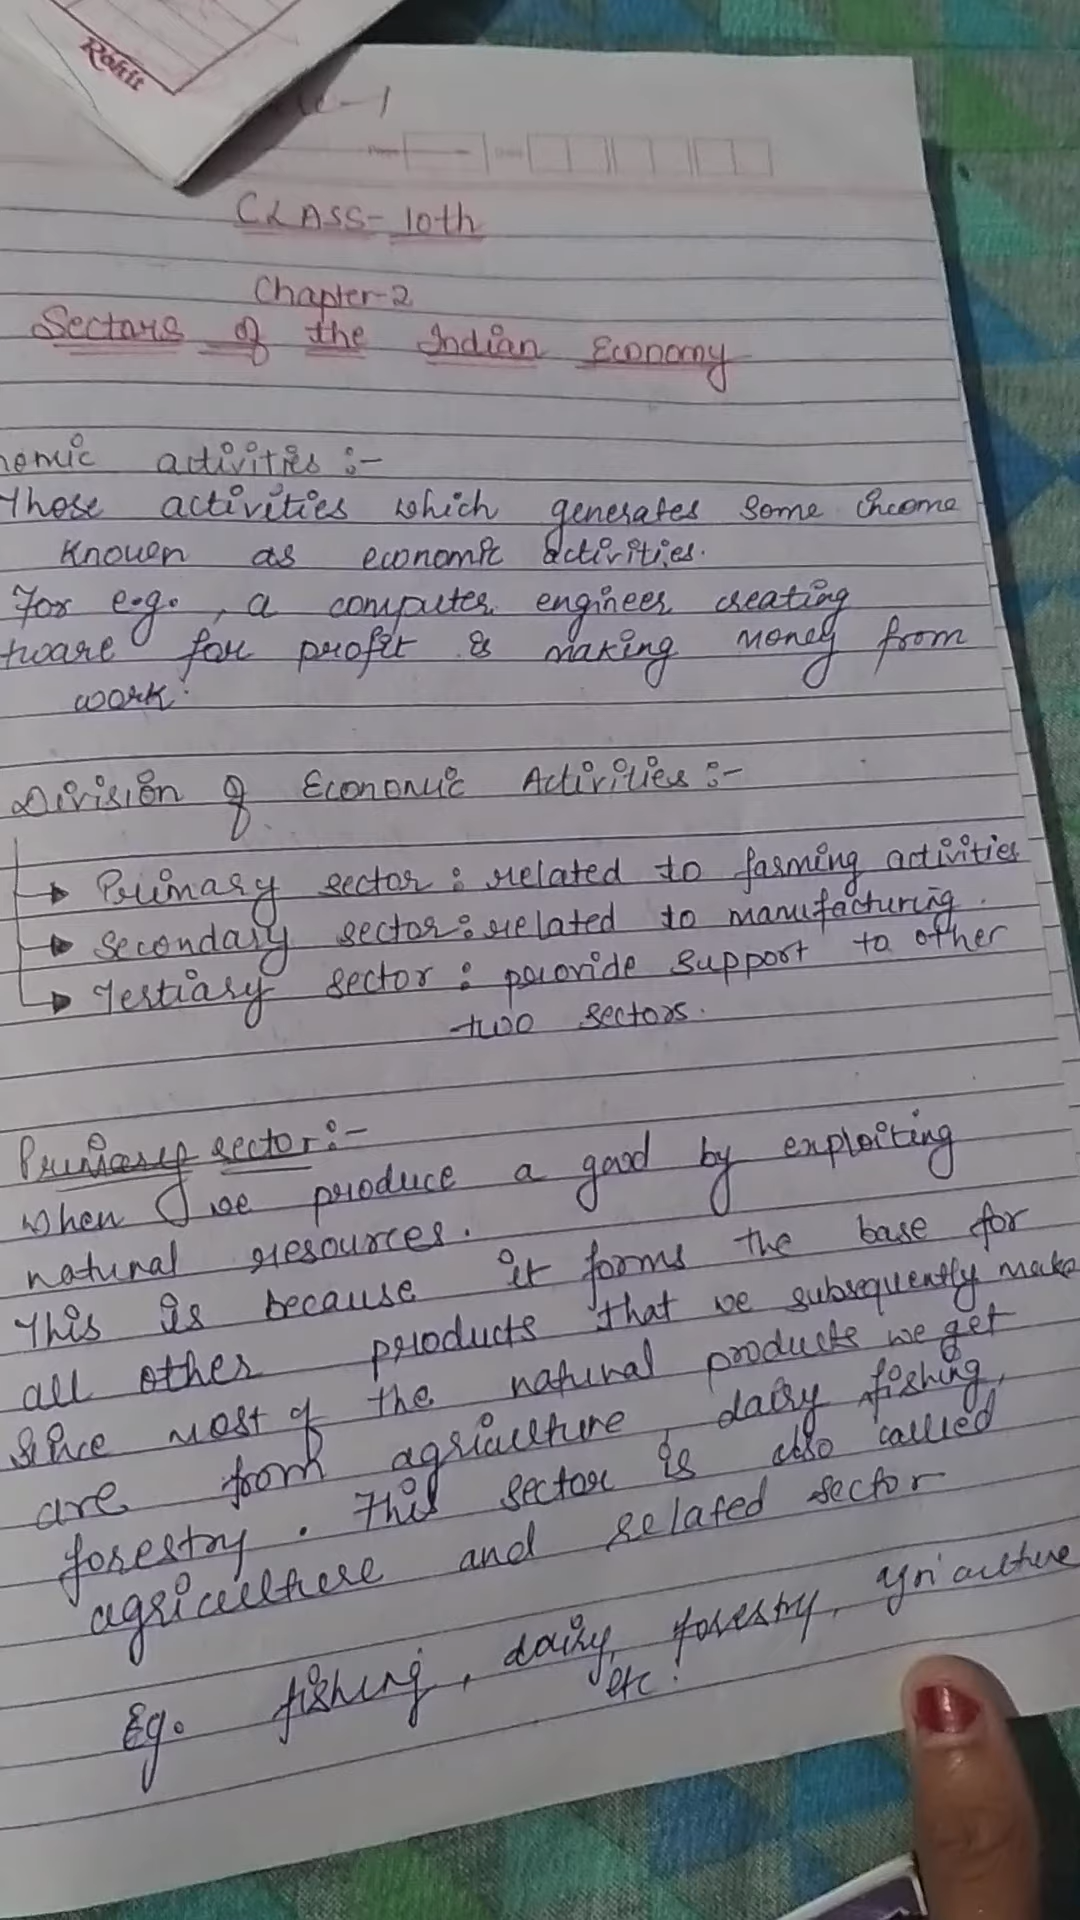 Rohit
CLASS-10th
Chapter-2
Sectors of the Indian Economy
nomic activities :-
Those activities which generates some income
known as economic activities.
For e.g. , a computer engineer creating
tware for profit is making money from
work.
Division of Economic Activities :-
Primary sector : related to farming activities
Secondary sector : related to manufacturing.
Tertiary sector : provide support to other
two sectors.
Primary sector :-
When we produce a good by exploiting
natural resources.
This is because it forms the base for
all other products that we subsequently make
Since most of the natural products we get
are from agriculture, dairy fishing,
forestry. This sector is also called
agriculture and related sector
Eg. fishing, dairy, forestry, agriculture
etc.